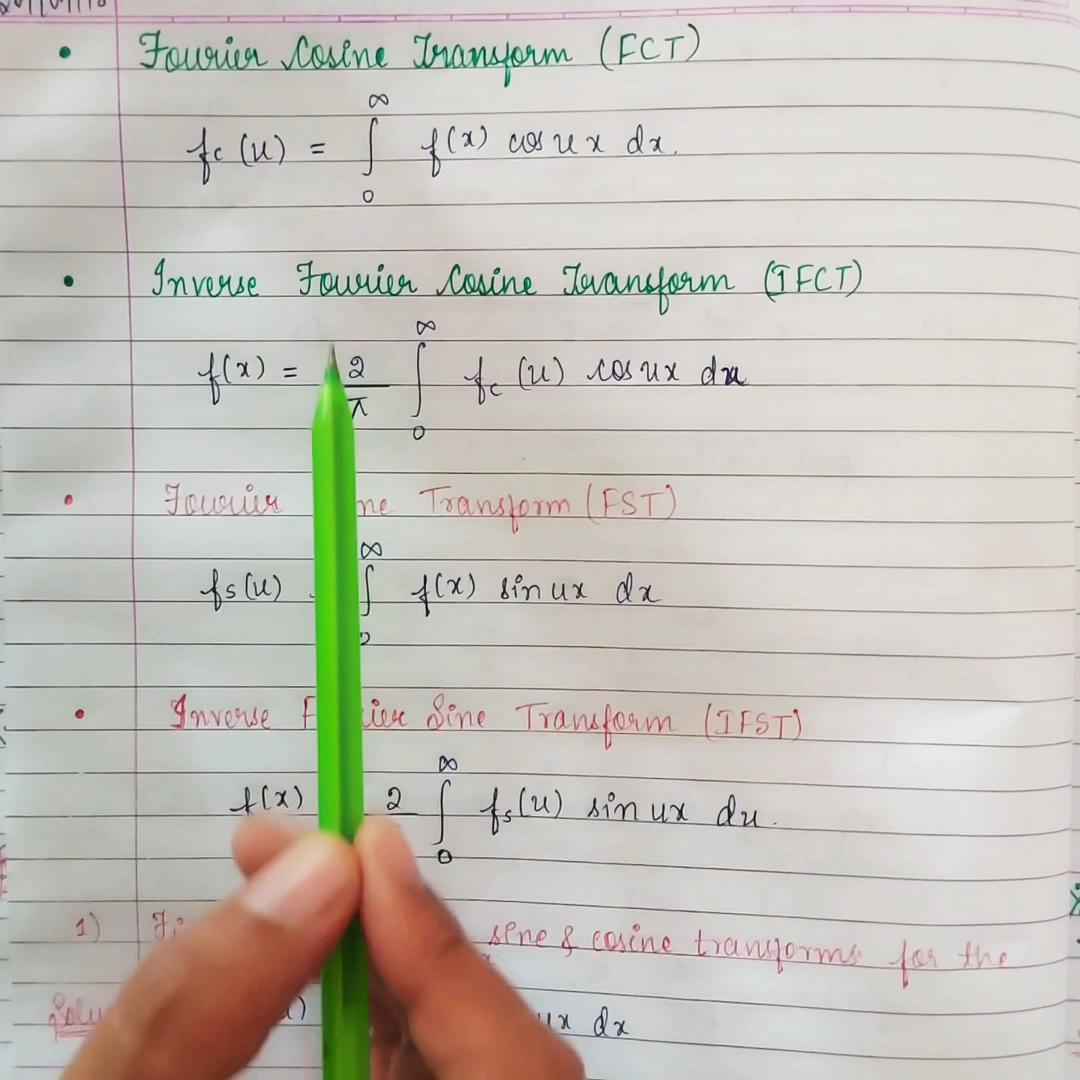 • Fourier Cosine Transform (FCT)
fc (u) = ∫₀^∞ f(x) cos ux dx.
• Inverse Fourier Cosine Transform (IFCT)
f(x) = 2/π ∫₀^∞ fc (u) cos ux du
• Fourier Transform (FST)
fs(u) ∫^∞ f(x) sin ux dx
• Inverse Sine Transform (IFST)
f(x) 2 ∫₀^∞ fs(u) sin ux du.
1) sine & cosine transforms for the
ux dx